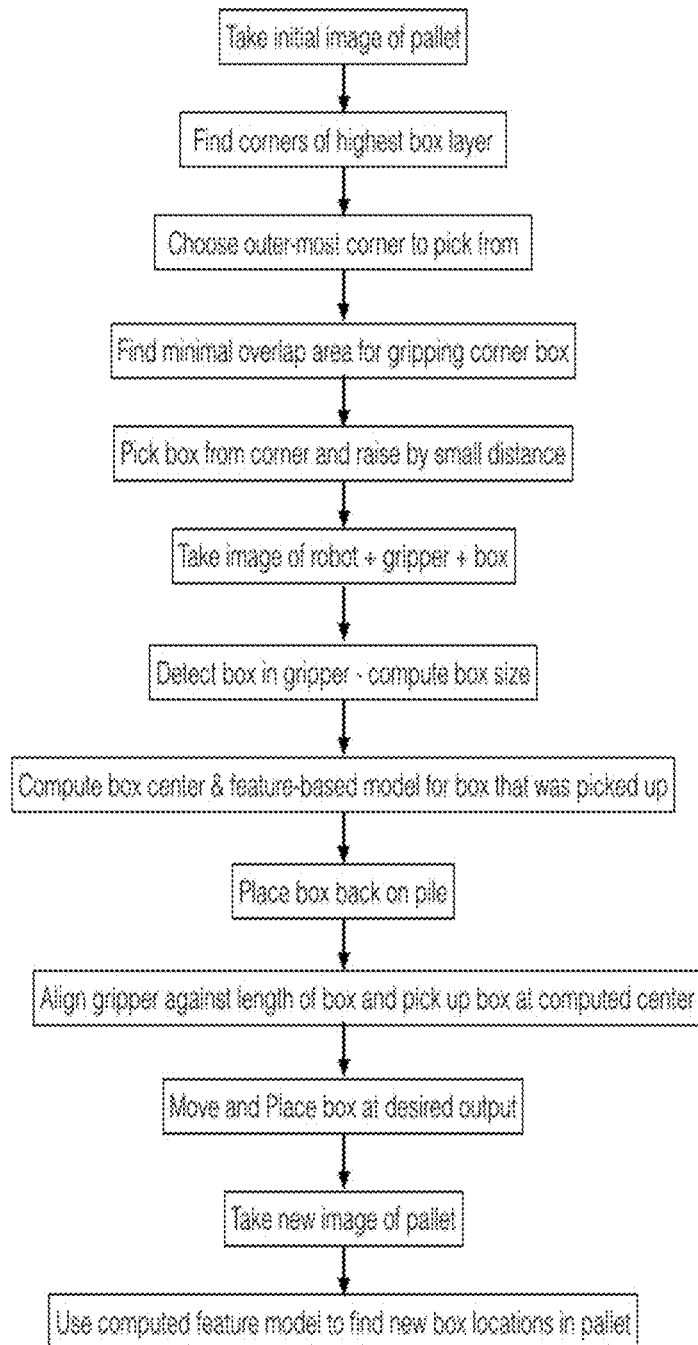 Take initial image of pallet
Find corners of highest box layer
Choose outer-most corner to pick from
Find minimal overlap area for gripping corner box
Pick box from corner and raise by small distance
Take image of robot + gripper + box
Detect box in gripper - compute box size
Compute box center & feature-based model for box that was picked up
Place box back on pile
Align gripper against length of box and pick up box at computed center
Move and Place box at desired output
Take new image of pallet
Use computed feature model to find new box locations in pallet